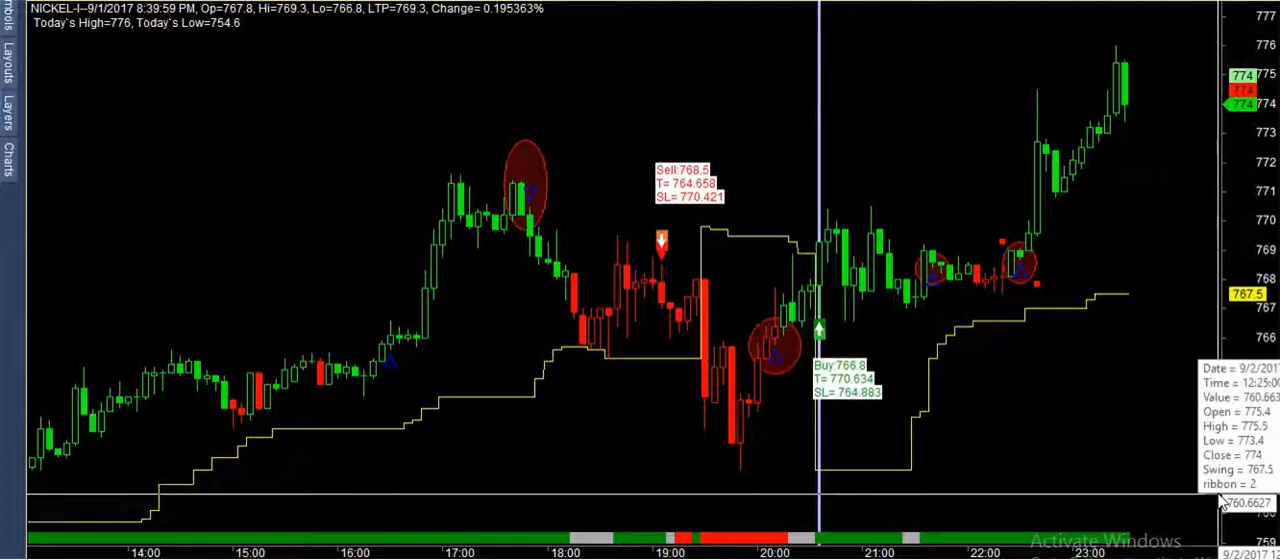 NICKEL-I--9/1/2017 8:39:59 PM, Op=767.8, Hi=769.3, Lo=766.8, LTP=769.3, Change= 0.195363%
Today`s High=776, Today`s Low=754.6
Layouts
Layers
Charts
Sell:768.5
T= 764.658
SL= 770.421
Buy:766.8
T= 770.634
SL= 764.883
777
776
774 775
774
774 774
773
772
771
770
769
768
767.5
767
766
Date = 9/2/2017
Time = 12:25:00
Value = 760.663
Open = 775.4
High = 775.5
Low = 773.4
Close = 774
Swing = 767.5
ribbon = 2
760.6627
759
Activate Windows
14:00 15:00 16:00 17:00 18:00 19:00 20:00 21:00 22:00 23:00 9/2/2017 12